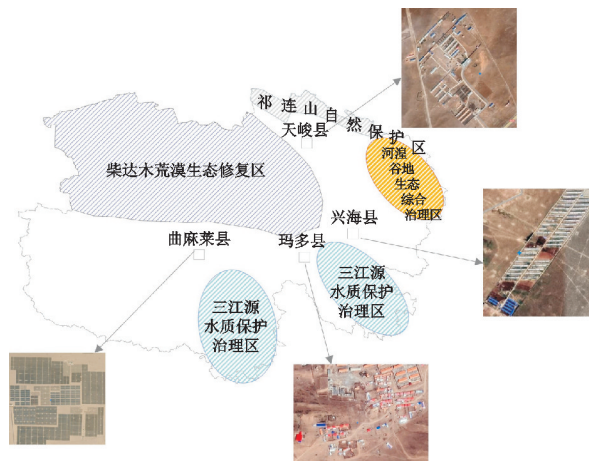 祁连山自然保护区
天峻县
河湟
谷地
生态
综合
治理区
柴达木荒漠生态修复区
兴海县
曲麻莱县
玛多县
三江源
水质保护
治理区
三江源
水质保护
治理区